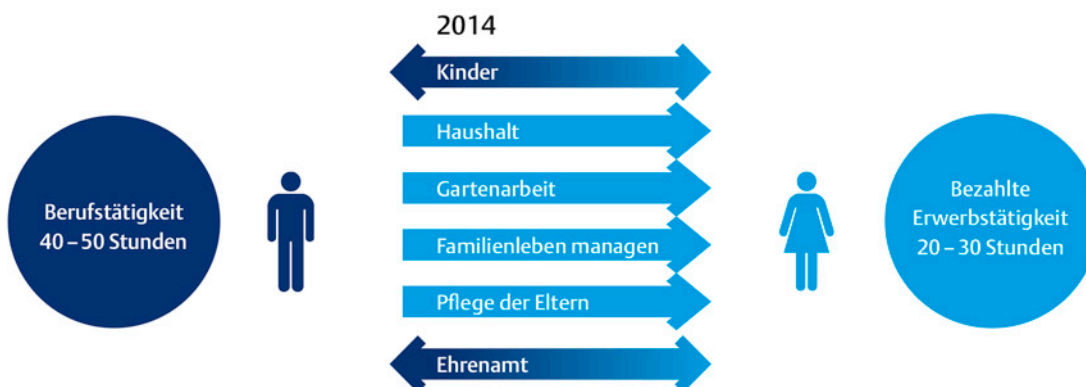 2014
Kinder
Haushalt
Gartenarbeit
Familienleben managen
Pflege der Eltern
Ehrenamt
Berufstätigkeit
40 – 50 Stunden
Bezahlte
Erwerbstätigkeit
20 – 30 Stunden